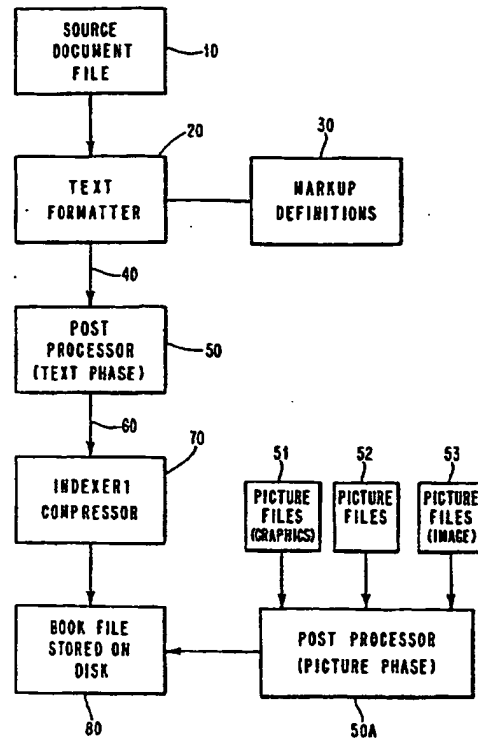 SOURCE
DOCUMENT
FILE
10
20
30
TEXT
FORMATTER
MARKUP
DEFINITIONS
40
POST
PROCESSOR
(TEXT PHASE)
50
60
70
INDEXER1
COMPRESSOR
51
52
53
PICTURE
FILES
(GRAPHICS)
PICTURE
FILES
PICTURE
FILES
(IMAGE)
BOOK FILE
STORED ON
DISK
POST PROCESSOR
(PICTURE PHASE)
80
50A